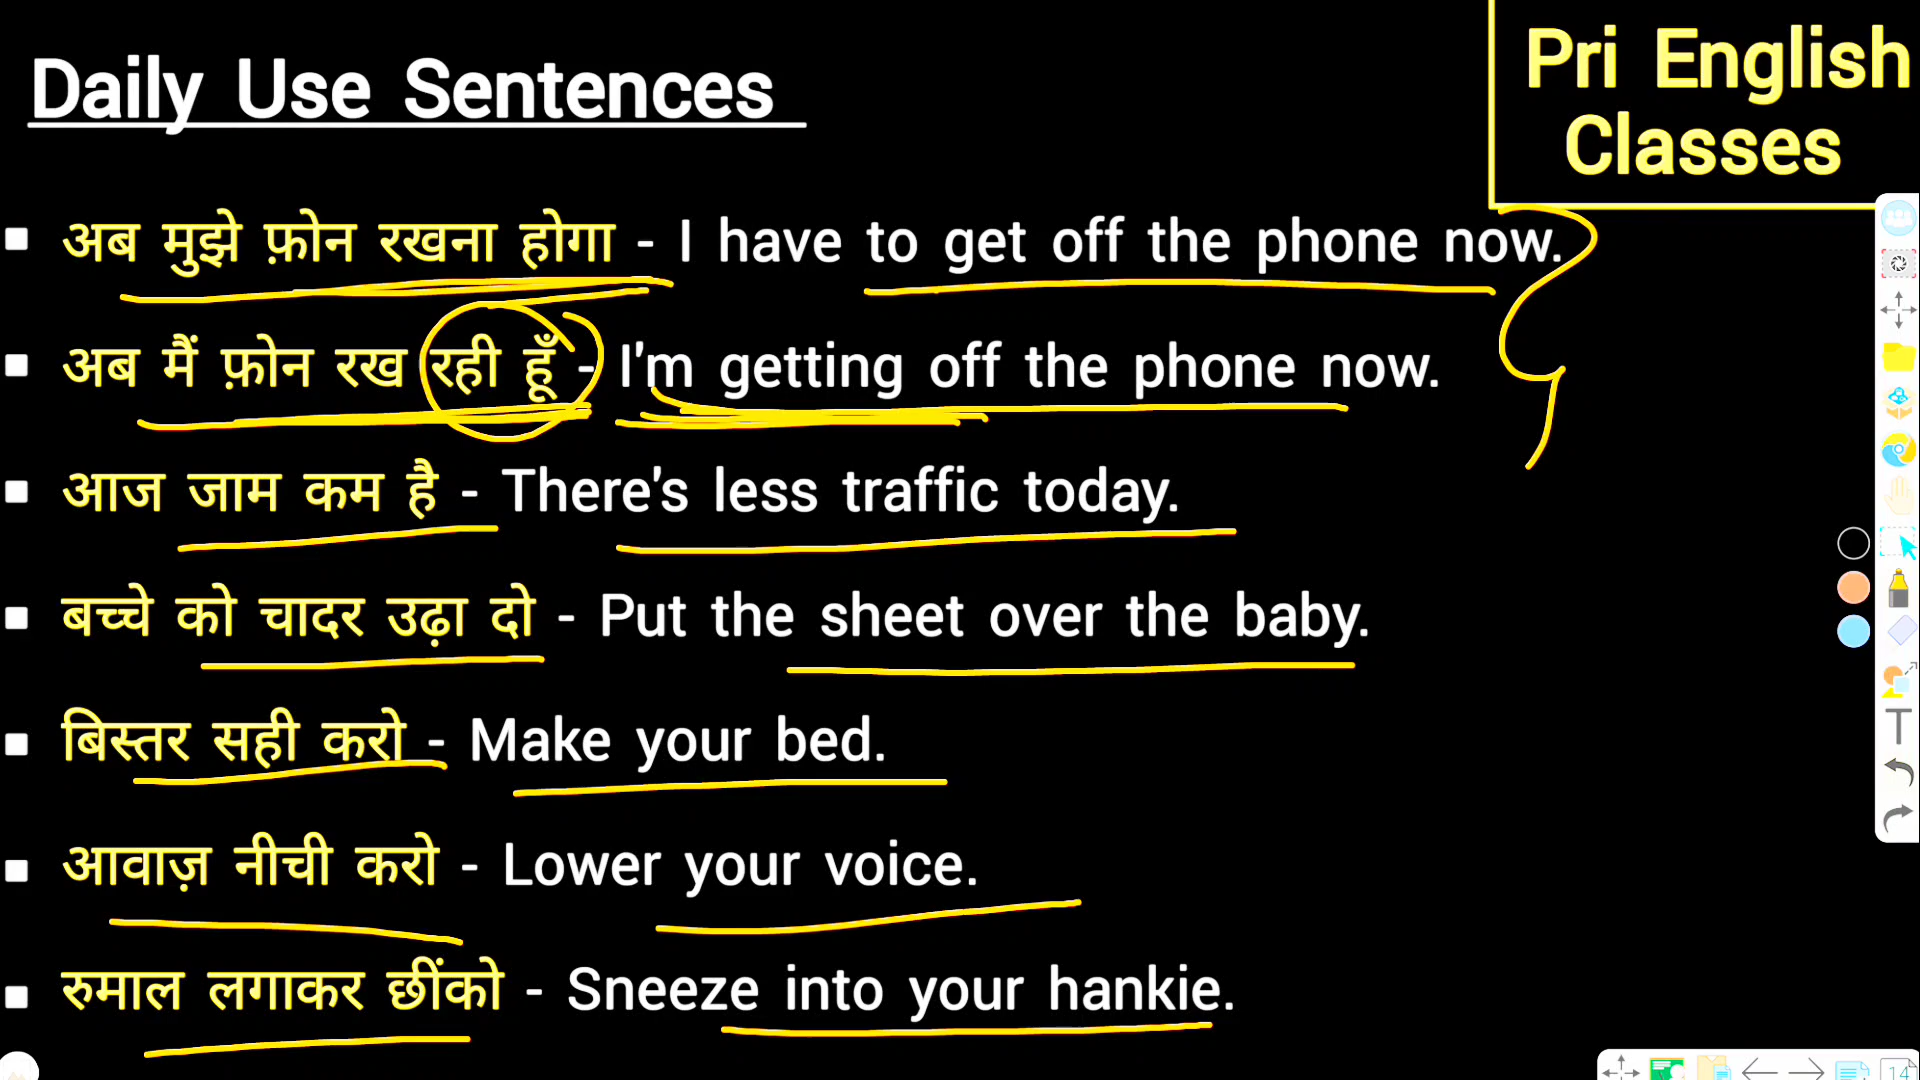 Daily Use Sentences
Pri English
Classes
अब मुझे फ़ोन रखना होगा - I have to get off the phone now.
अब मैं फ़ोन रख रही हूँ - I'm getting off the phone now.
आज जाम कम है - There's less traffic today.
बच्चे को चादर उढ़ा दो - Put the sheet over the baby.
बिस्तर सही करो - Make your bed.
आवाज़ नीची करो - Lower your voice.
रुमाल लगाकर छींको - Sneeze into your hankie.
T
14